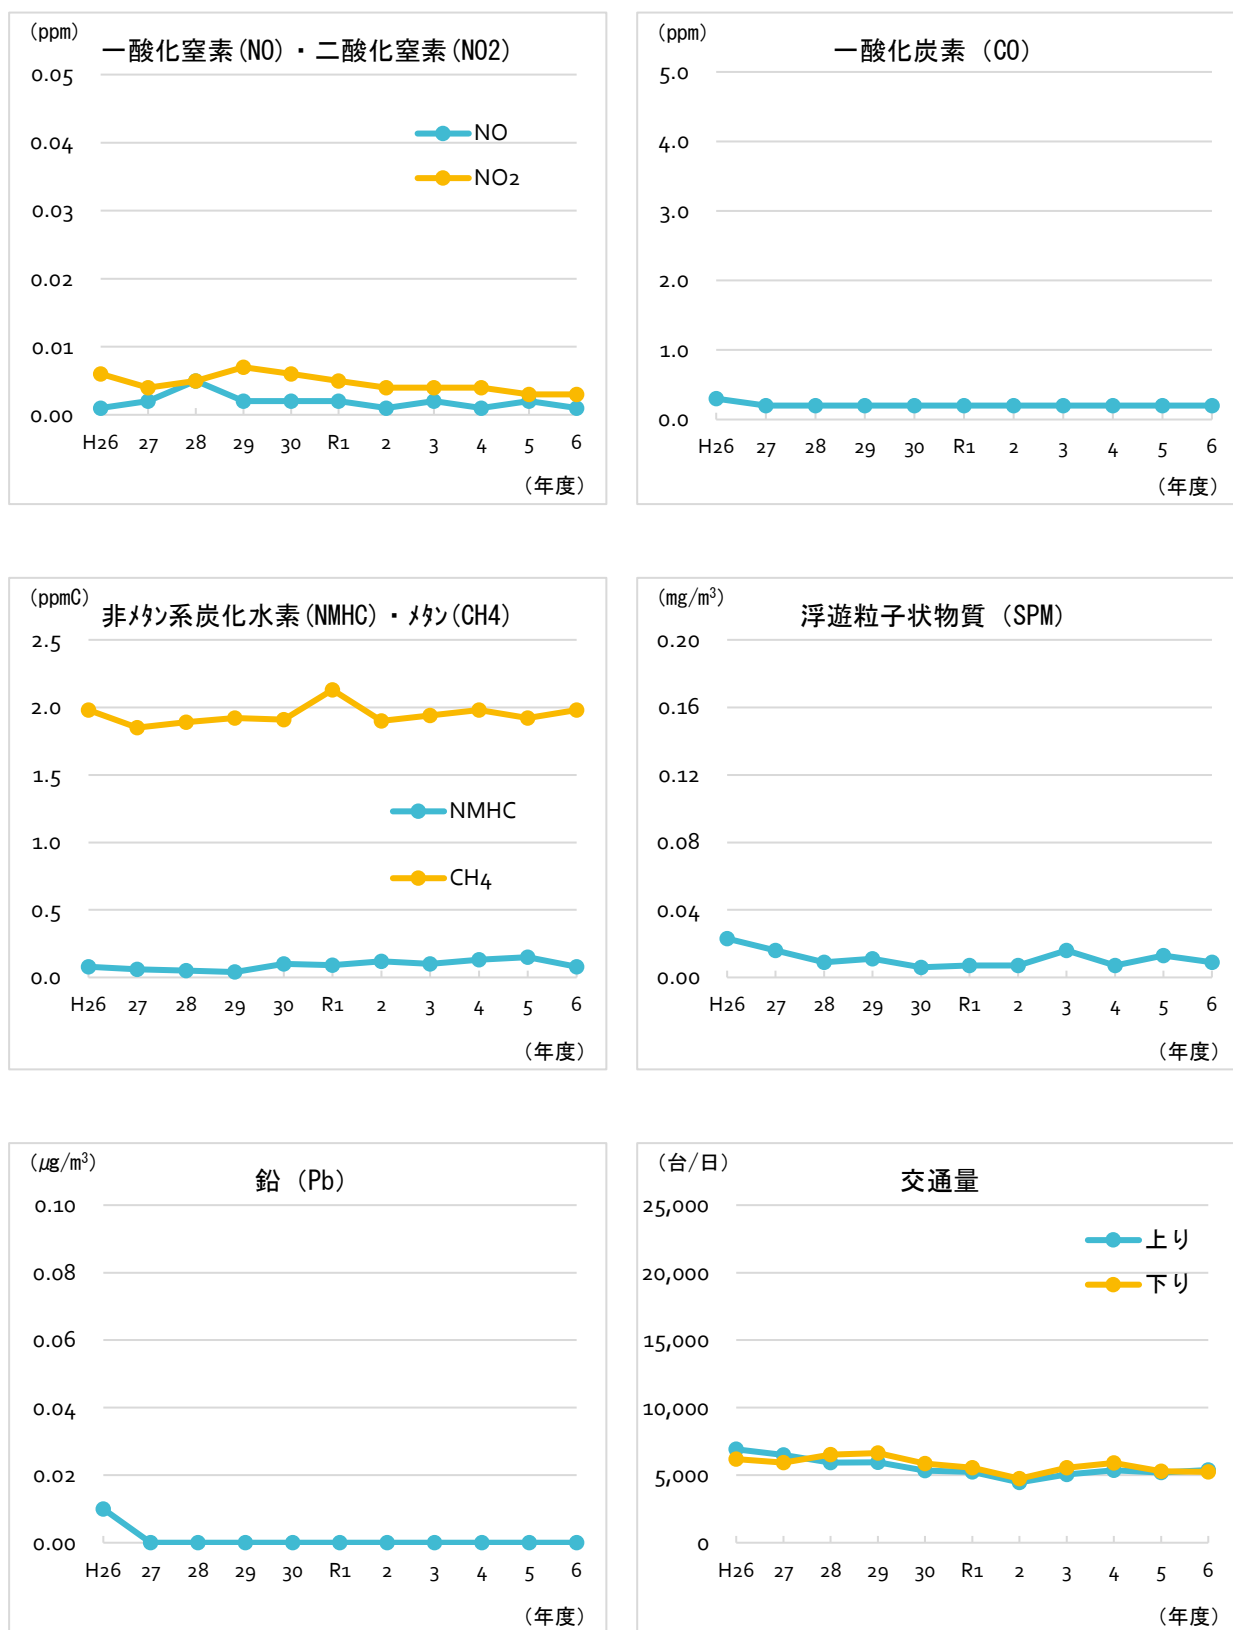 (ppm)
一酸化窒素(NO)・二酸化窒素(NO2)
0.05
0.04
0.03
0.02
0.01
0.00
NO
NO2
H26 27 28 29 30 R1 2 3 4 5 6
(年度)
(ppm)
一酸化炭素 (CO)
5.0
4.0
3.0
2.0
1.0
0.0
H26 27 28 29 30 R1 2 3 4 5 6
(年度)
(ppmC)
非ﾒﾀﾝ系炭化水素(NMHC)・ﾒﾀﾝ(CH4)
2.5
2.0
1.5
1.0
0.5
0.0
NMHC
CH4
H26 27 28 29 30 R1 2 3 4 5 6
(年度)
(mg/m³)
浮遊粒子状物質 (SPM)
0.20
0.16
0.12
0.08
0.04
0.00
H26 27 28 29 30 R1 2 3 4 5 6
(年度)
(μg/m³)
鉛 (Pb)
0.10
0.08
0.06
0.04
0.02
0.00
H26 27 28 29 30 R1 2 3 4 5 6
(年度)
(台/日)
交通量
25,000
20,000
15,000
10,000
5,000
0
上り
下り
H26 27 28 29 30 R1 2 3 4 5 6
(年度)